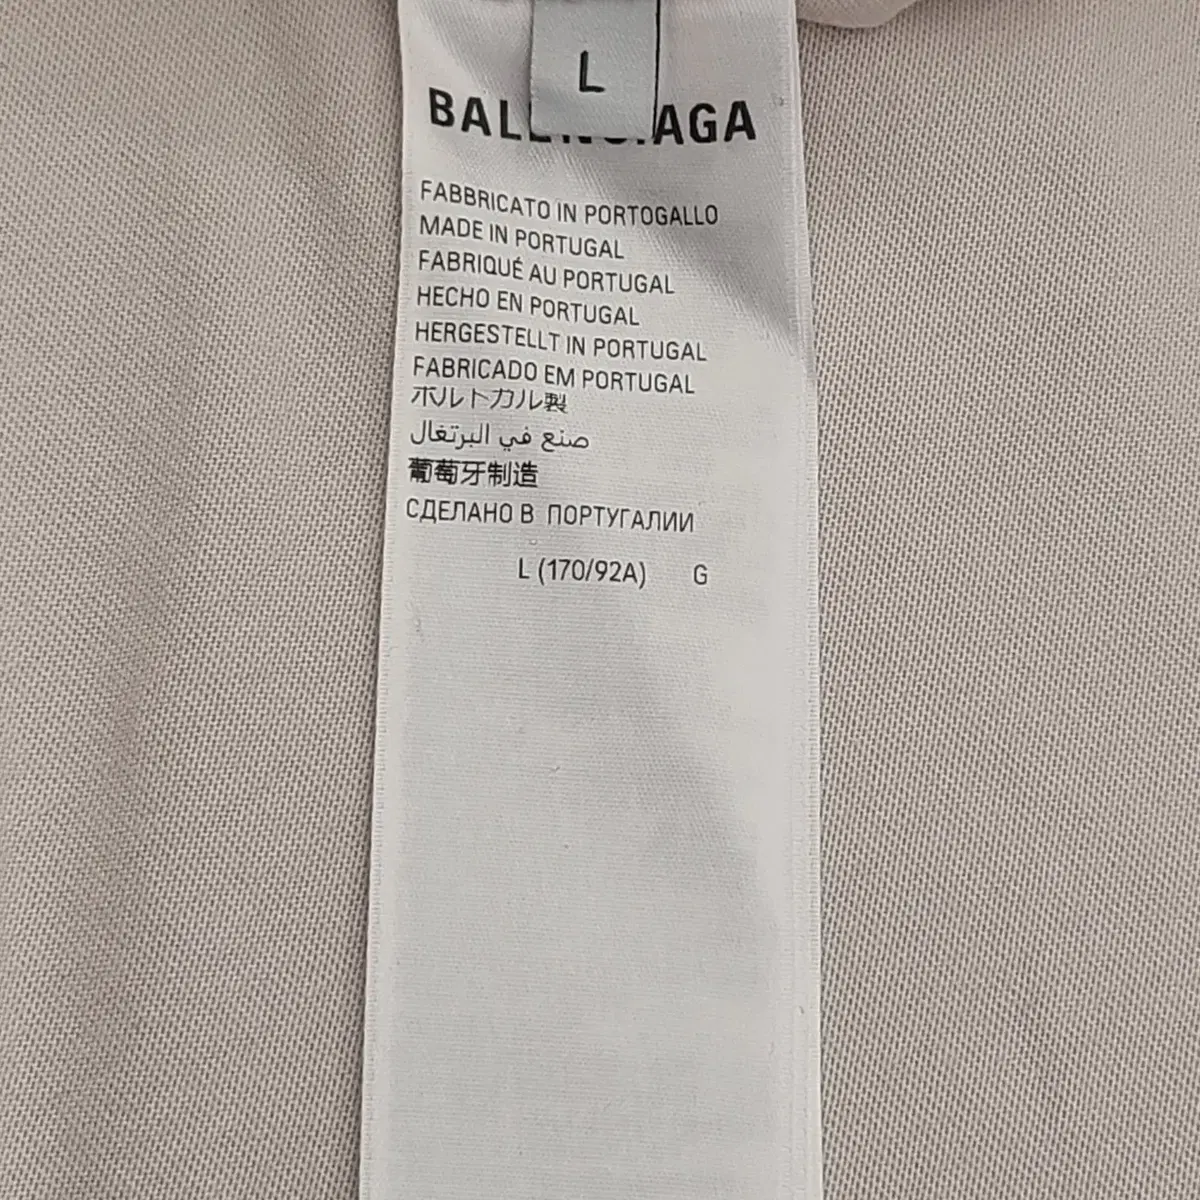 L
BALENCIAGA
FABBRICATO IN PORTOGALLO
MADE IN PORTUGAL
FABRIQUÉ AU PORTUGAL
HECHO EN PORTUGAL
HERGESTELLT IN PORTUGAL
FABRICADO EM PORTUGAL
ポルトカル製
صنع في البرتغال
葡萄牙制造
СДЕЛАНО В ПОРТУГАЛИИ
L (170/92A) G